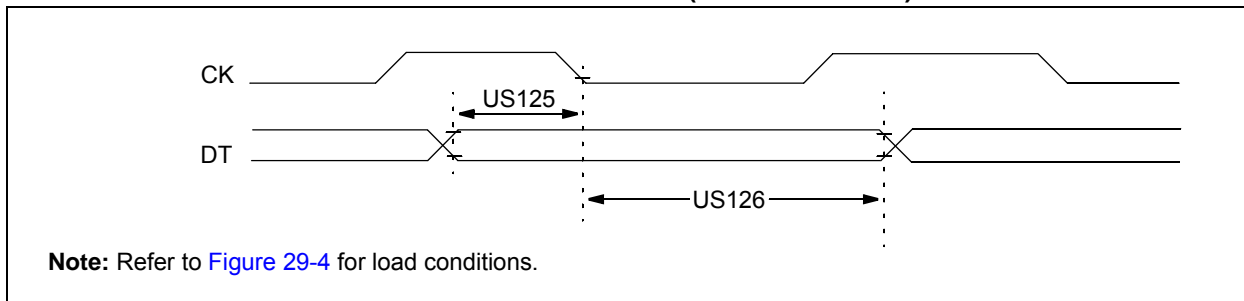 CK
US125
DT
US126
Note: Refer to Figure 29-4 for load conditions.